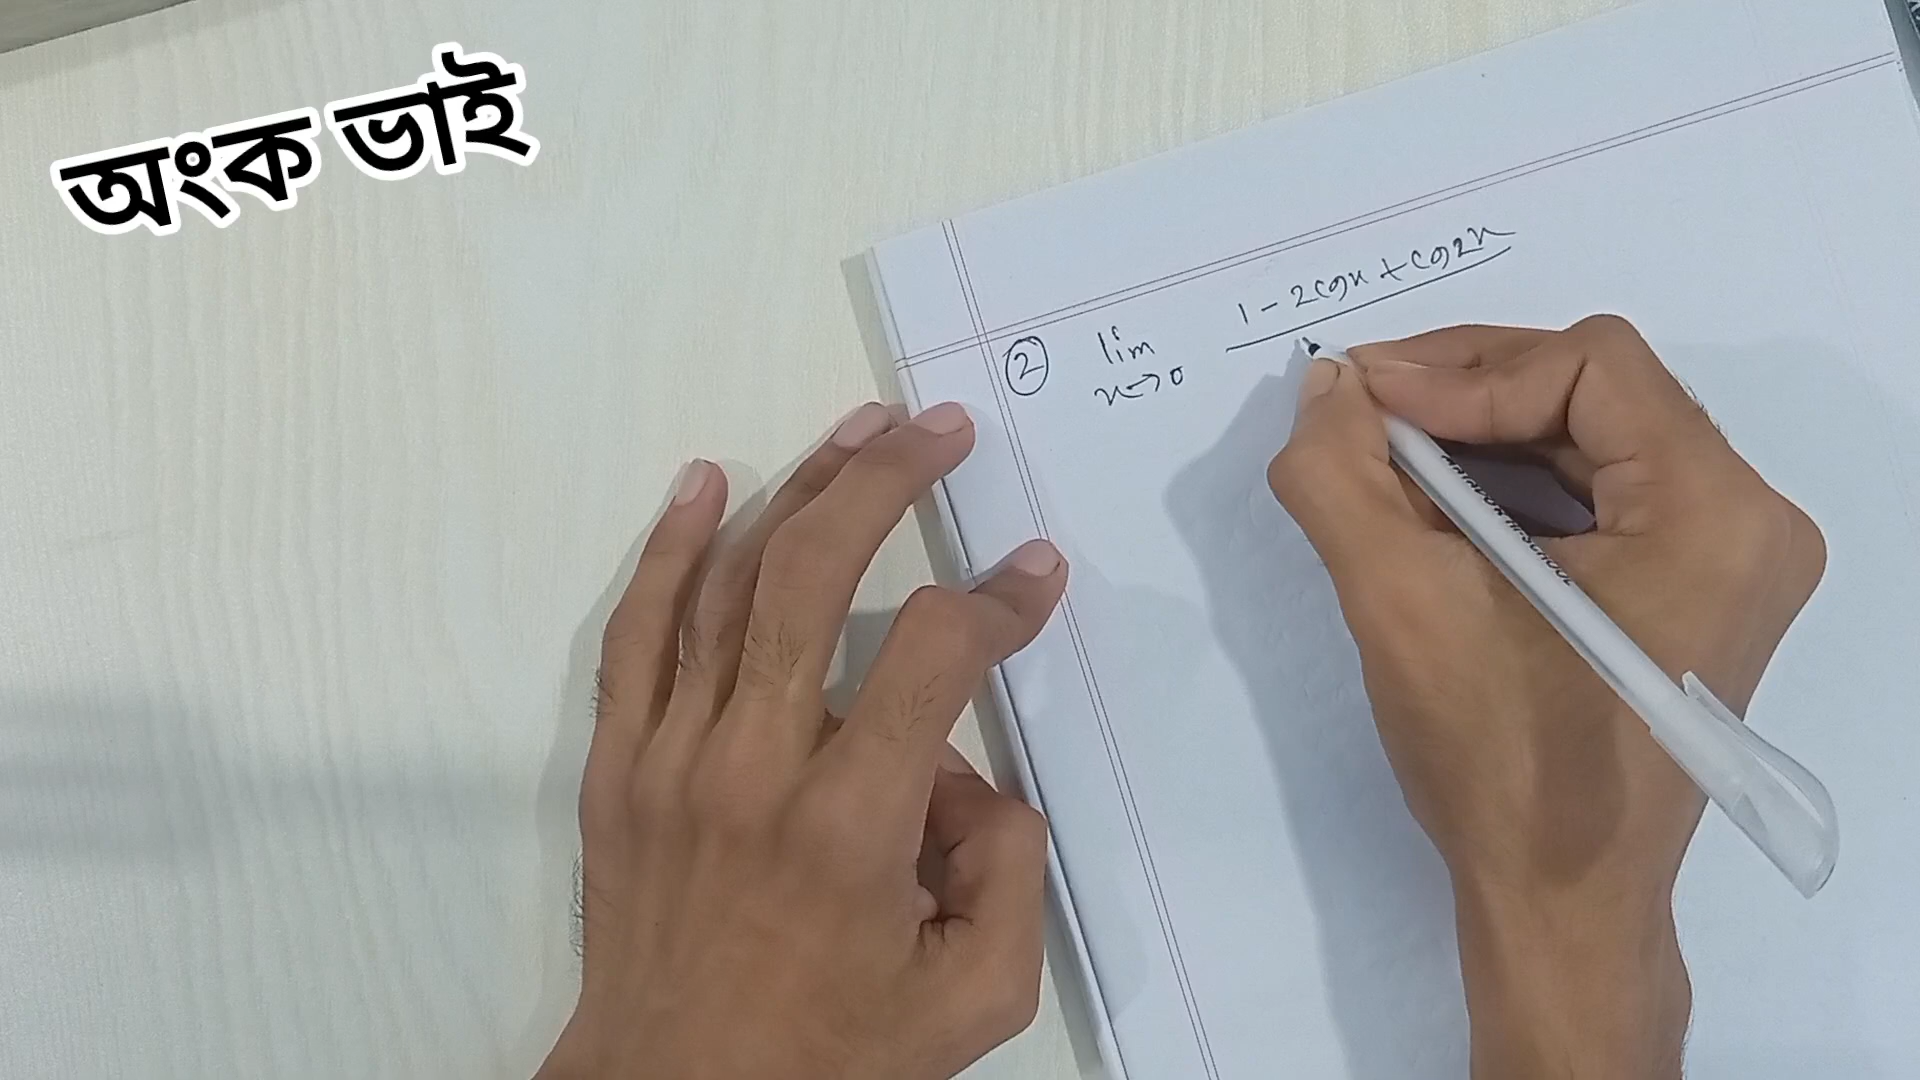 অংক ভাই
② lim x→0 1 - 2cosx + cos2x